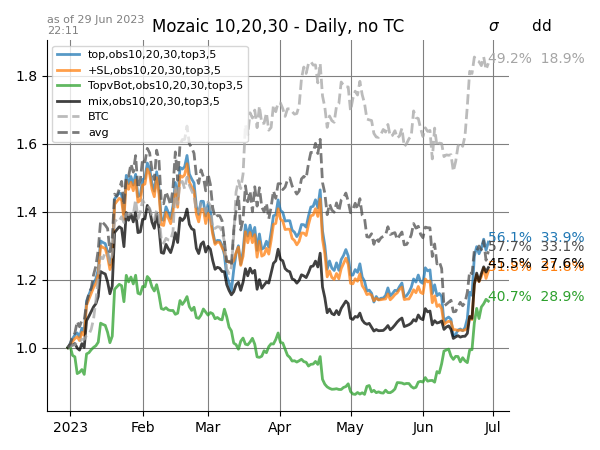 as of 29 Jun 2023
22:11
Mozaic 10,20,30 - Daily, no TC
σ dd
top,obs10,20,30,top3,5
+SL,obs10,20,30,top3,5
TopvBot,obs10,20,30,top3,5
mix,obs10,20,30,top3,5
BTC
avg
49.2% 18.9%
56.1% 33.9%
57.7% 33.1%
45.5% 27.6%
40.7% 28.9%
1.8
1.6
1.4
1.2
1.0
2023 Feb Mar Apr May Jun Jul